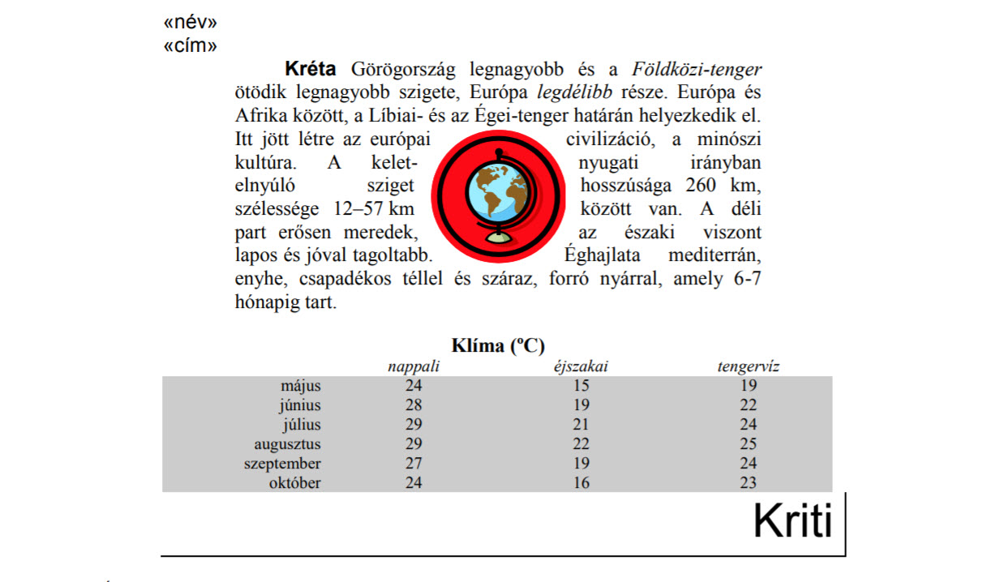 «név»
«cím»
Kréta Görögország legnagyobb és a Földközi-tenger
ötödik legnagyobb szigete, Európa legdélibb része. Európa és
Afrika között, a Líbiai- és az Égei-tenger határán helyezkedik el.
Itt jött létre az európai civilizáció, a minószi
kultúra. A kelet- nyugati irányban
elnyúló sziget hosszúsága 260 km,
szélessége 12–57 km között van. A déli
part erősen meredek, az északi viszont
lapos és jóval tagoltabb. Éghajlata mediterrán,
enyhe, csapadékos téllel és száraz, forró nyárral, amely 6-7
hónapig tart.
Klíma (ºC)
nappali éjszakai tengervíz
május 24 15 19
június 28 19 22
július 29 21 24
augusztus 29 22 25
szeptember 27 19 24
október 24 16 23
Kriti